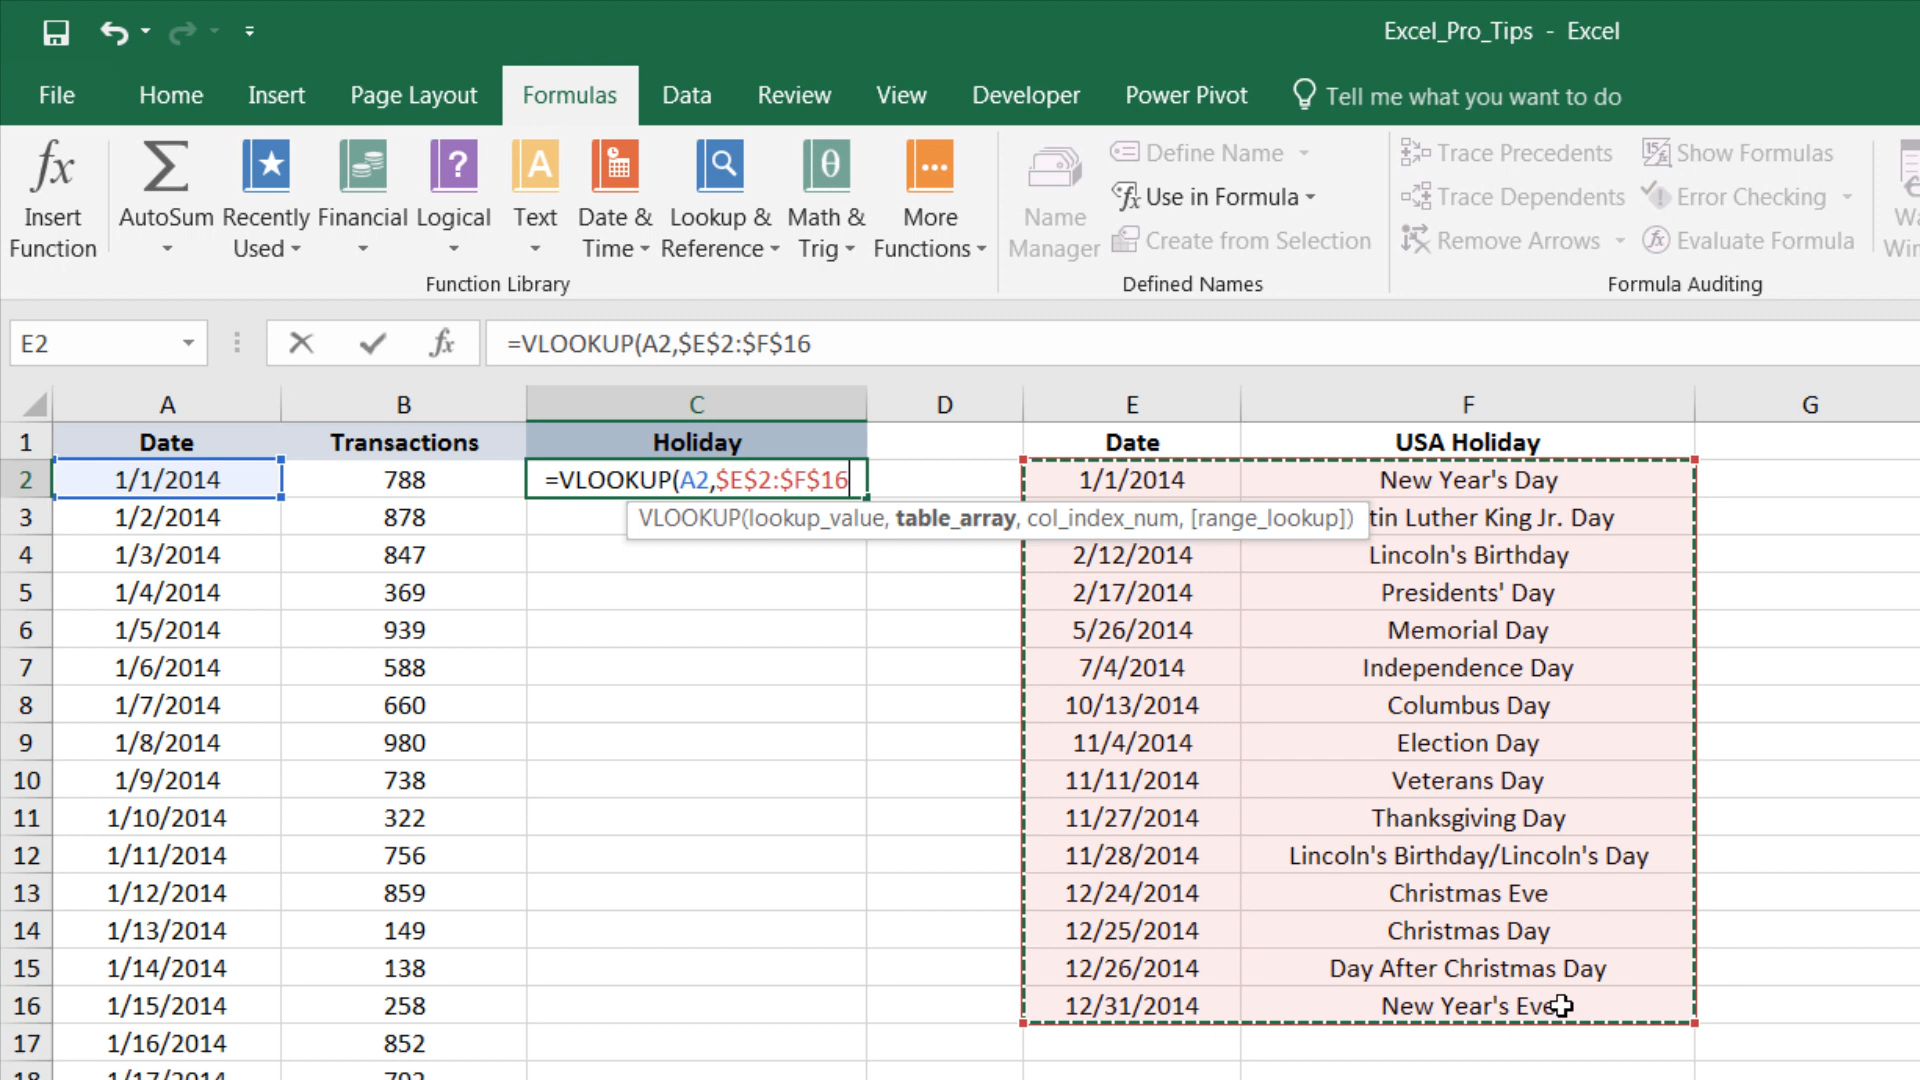 Excel_Pro_Tips - Excel
File Home Insert Page Layout Formulas Data Review View Developer Power Pivot Tell me what you want to do
fx Σ ? A θ
Insert Function AutoSum Recently Used Financial Logical Text Date & Time Lookup & Reference Math & Trig More Functions
Name Manager
Define Name
Use in Formula
Create from Selection
Trace Precedents Show Formulas
Trace Dependents Error Checking
Remove Arrows Evaluate Formula
Function Library Defined Names Formula Auditing
E2 fx =VLOOKUP(A2,$E$2:$F$16
A B C D E F G
1 Date Transactions Holiday Date USA Holiday
2 1/1/2014 788 =VLOOKUP(A2,$E$2:$F$16 1/1/2014 New Year's Day
VLOOKUP(lookup_value, table_array, col_index_num, [range_lookup])
3 1/2/2014 878 tin Luther King Jr. Day
4 1/3/2014 847 2/12/2014 Lincoln's Birthday
5 1/4/2014 369 2/17/2014 Presidents' Day
6 1/5/2014 939 5/26/2014 Memorial Day
7 1/6/2014 588 7/4/2014 Independence Day
8 1/7/2014 660 10/13/2014 Columbus Day
9 1/8/2014 980 11/4/2014 Election Day
10 1/9/2014 738 11/11/2014 Veterans Day
11 1/10/2014 322 11/27/2014 Thanksgiving Day
12 1/11/2014 756 11/28/2014 Lincoln's Birthday/Lincoln's Day
13 1/12/2014 859 12/24/2014 Christmas Eve
14 1/13/2014 149 12/25/2014 Christmas Day
15 1/14/2014 138 12/26/2014 Day After Christmas Day
16 1/15/2014 258 12/31/2014 New Year's Eve
17 1/16/2014 852
18 1/17/2014